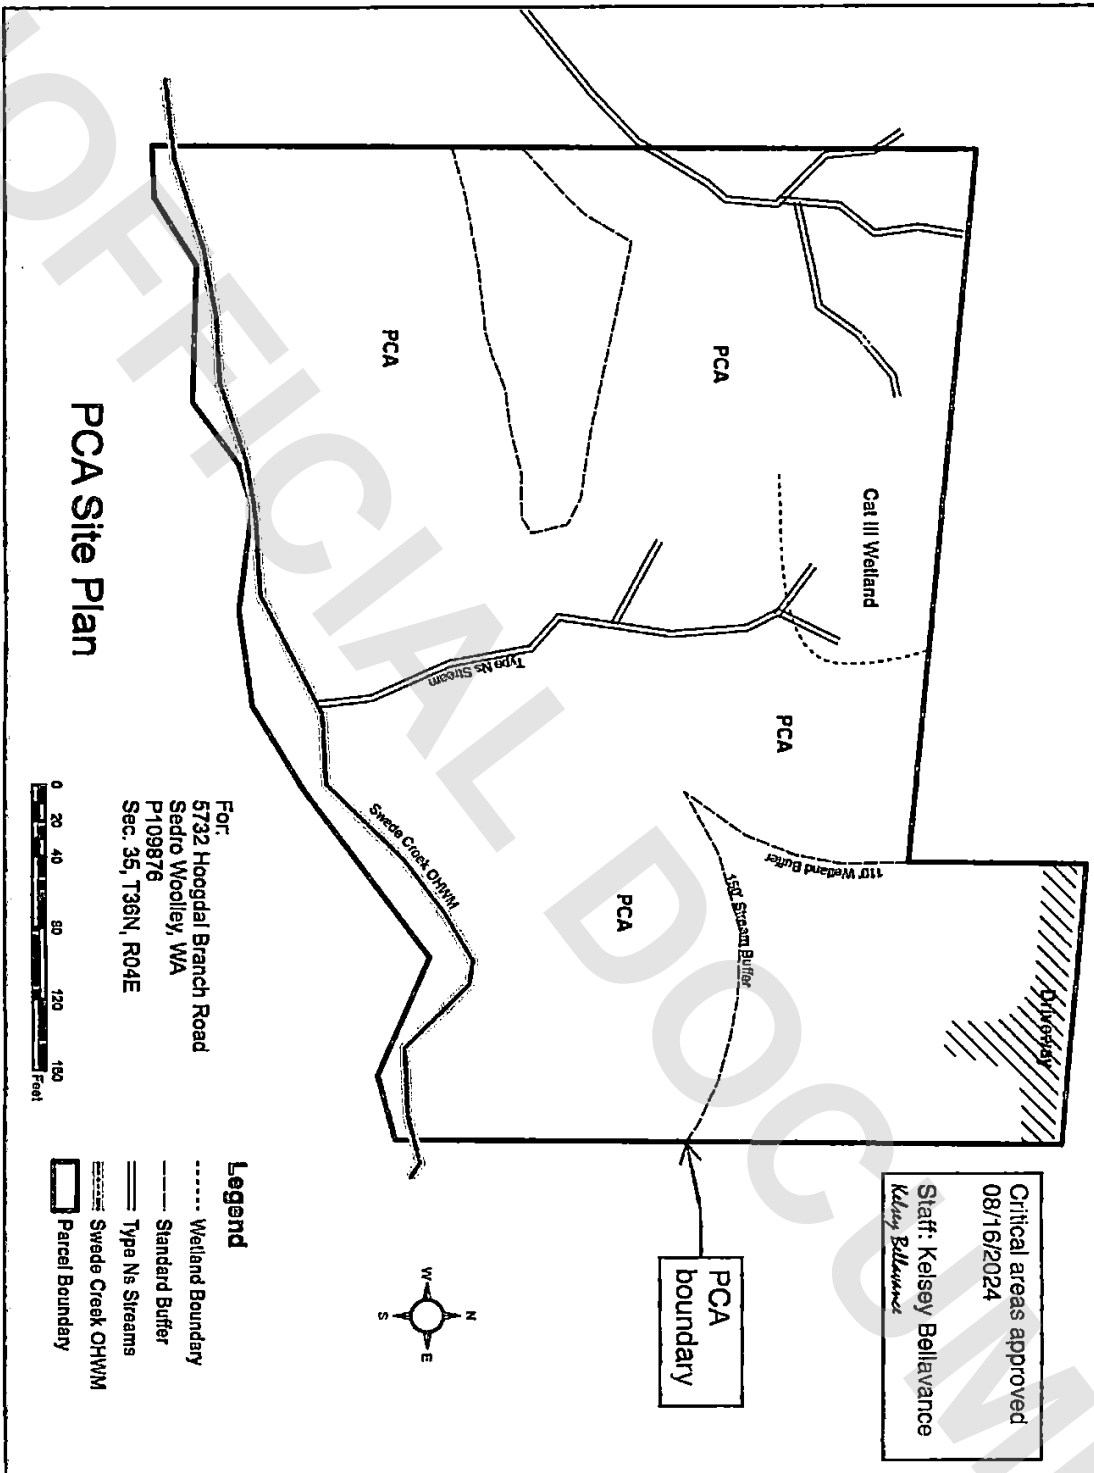 UNOFFICIAL DOCUMENT
Critical areas approved
08/16/2024
Staff: Kelsey Bellavance
Kelsey Bellavance
PCA
boundary
Driveway
Cat III Wetland
PCA
PCA
PCA
PCA
110' Wetland Buffer
150' Stream Buffer
Type Ns Stream
Swede Creek OHWM
PCA Site Plan
For:
5732 Hoogdal Branch Road
Sedro Woolley, WA
P109876
Sec. 35, T36N, R04E
0 20 40 80 120 160
Feet
N
W
E
S
Legend
Wetland Boundary
Standard Buffer
Type Ns Streams
Swede Creek OHWM
Parcel Boundary